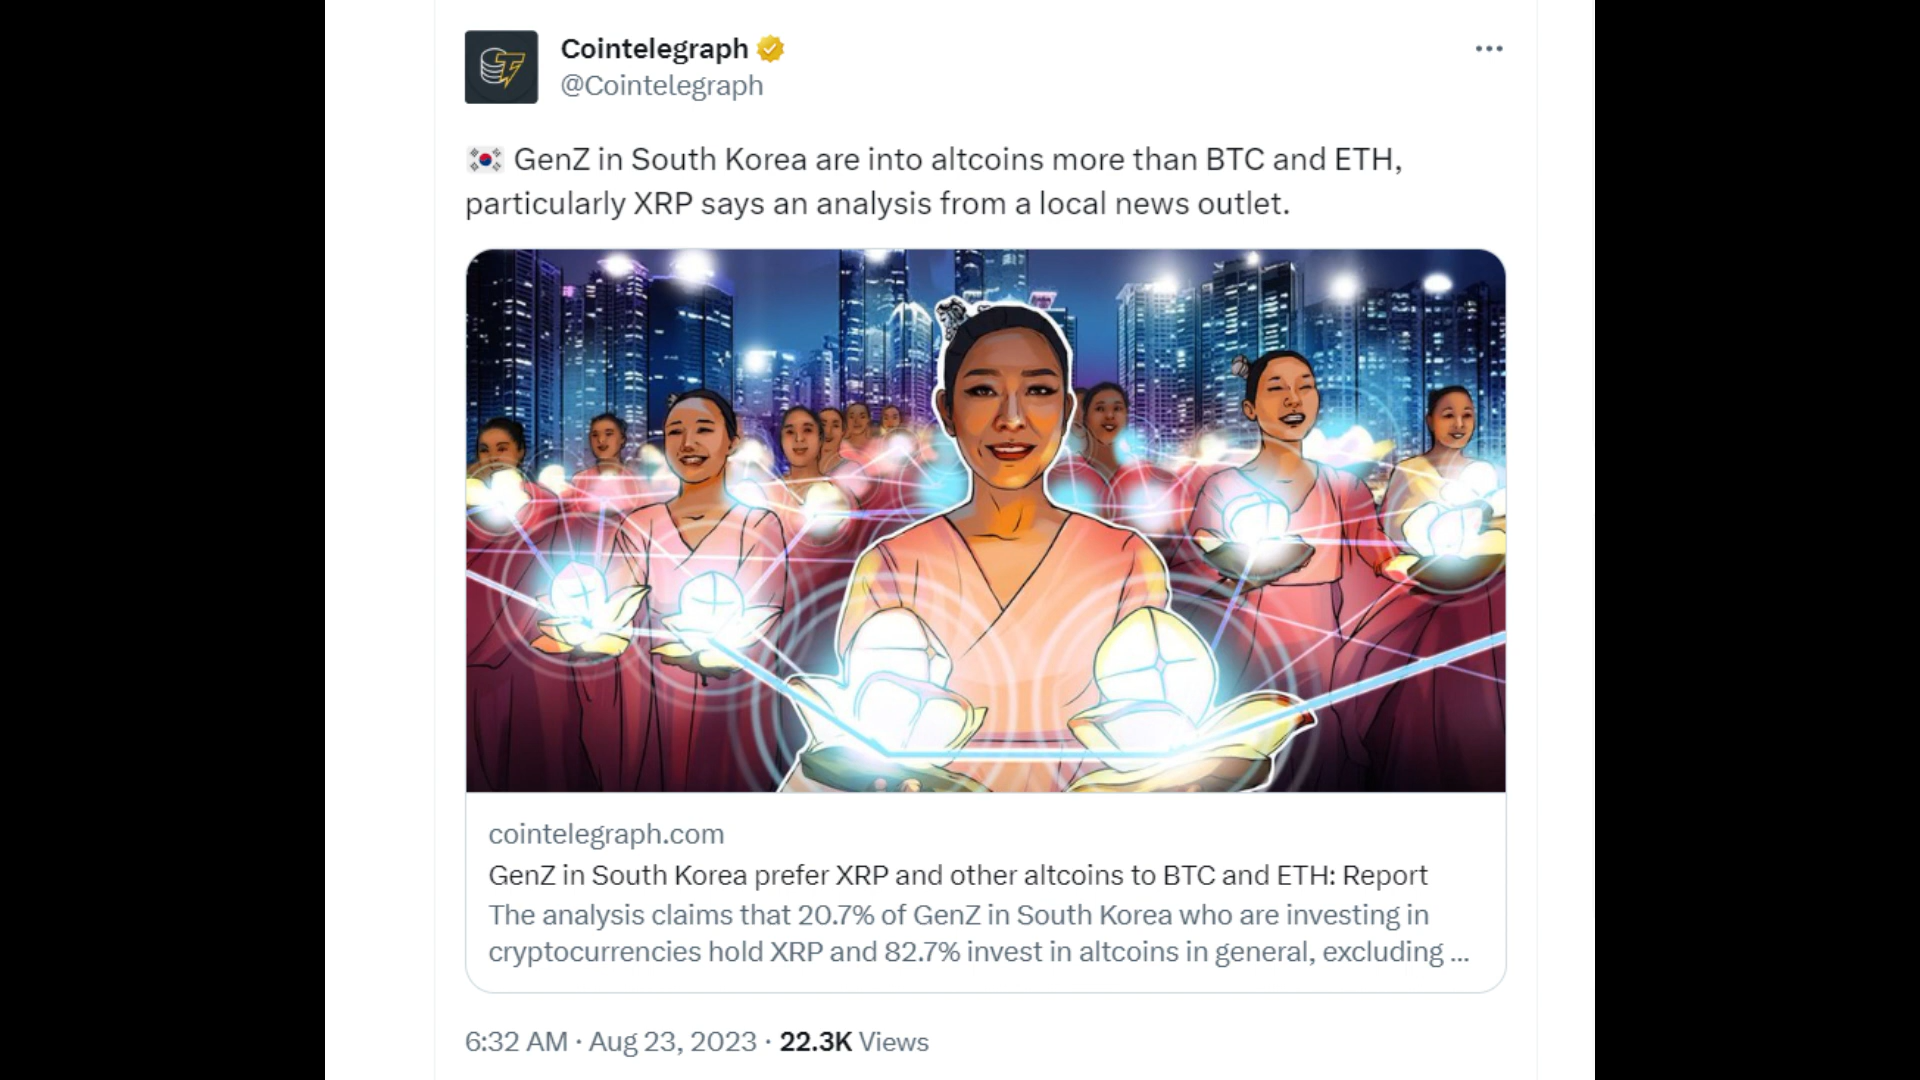 Cointelegraph
@Cointelegraph
🇰🇷 GenZ in South Korea are into altcoins more than BTC and ETH,
particularly XRP says an analysis from a local news outlet.
cointelegraph.com
GenZ in South Korea prefer XRP and other altcoins to BTC and ETH: Report
The analysis claims that 20.7% of GenZ in South Korea who are investing in
cryptocurrencies hold XRP and 82.7% invest in altcoins in general, excluding ...
6:32 AM · Aug 23, 2023 · 22.3K Views